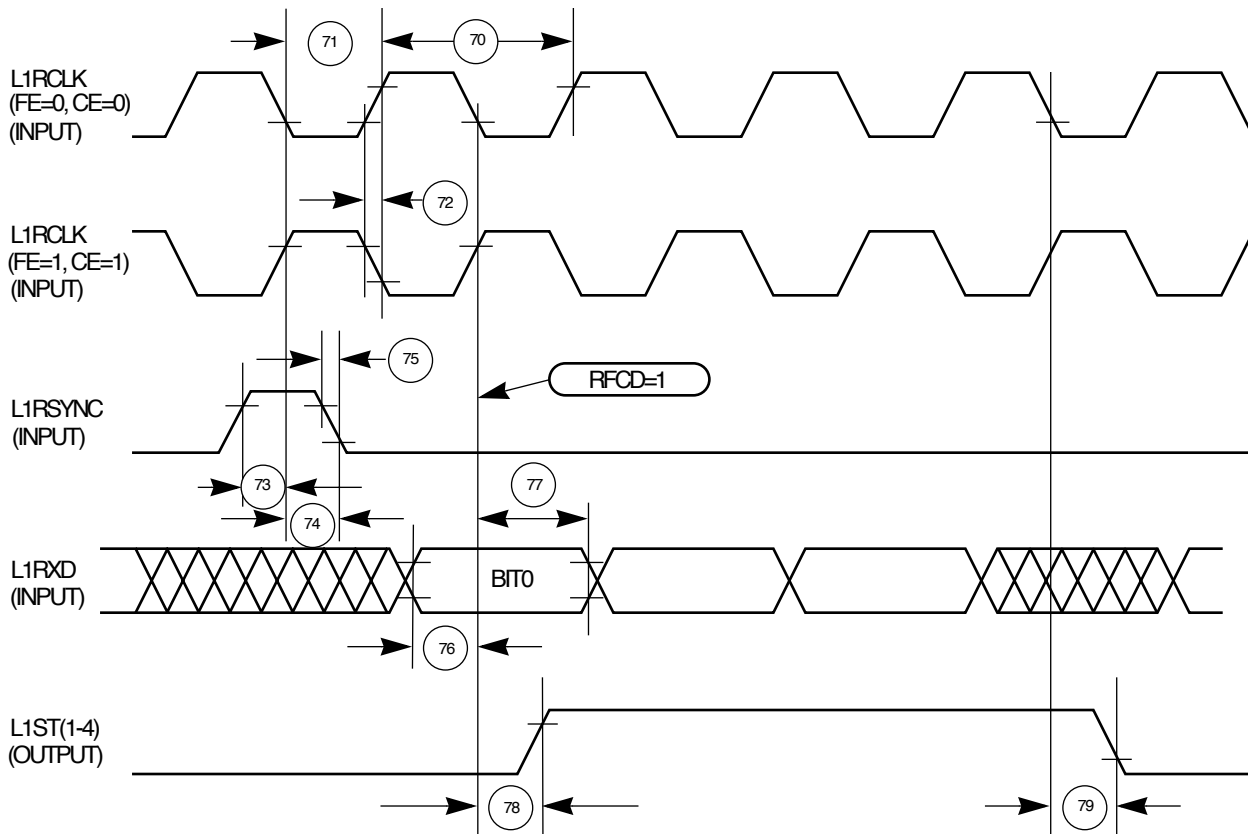 71
70
L1RCLK
(FE=0, CE=0)
(INPUT)
72
L1RCLK
(FE=1, CE=1)
(INPUT)
75
RFCD=1
L1RSYNC
(INPUT)
73
77
74
L1RXD
(INPUT)
BIT0
76
L1ST(1-4)
(OUTPUT)
78
79